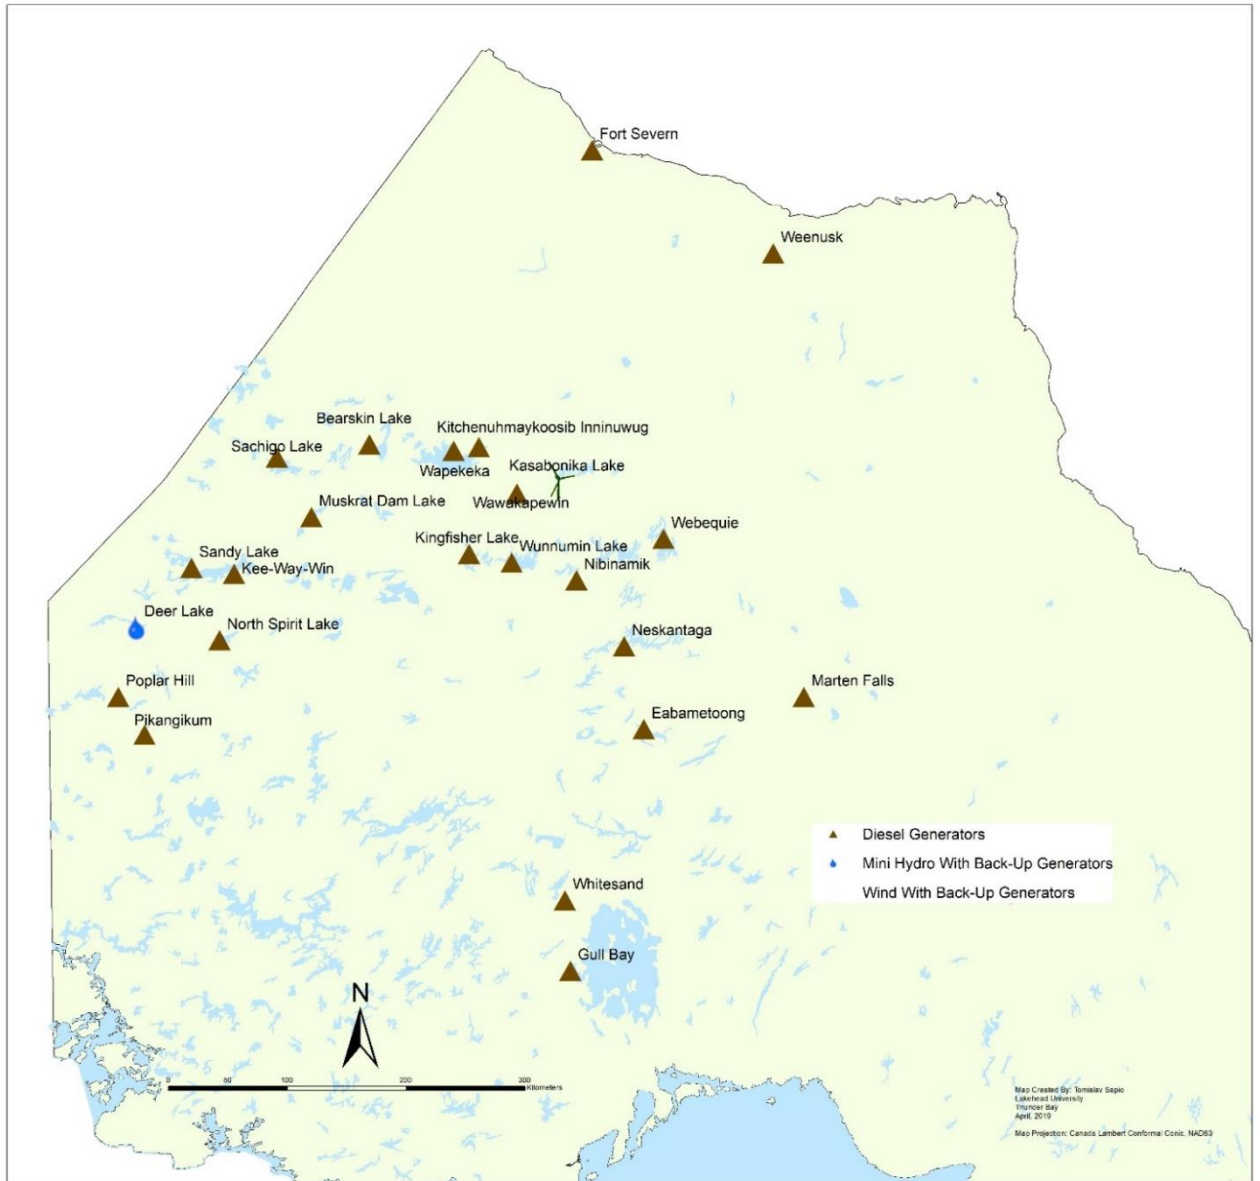 Fort Severn
Weenusk
Bearskin Lake
Kitchenuhmaykoosib Inninuwug
Sachigo Lake
Wapekeka
Kasabonika Lake
Muskrat Dam Lake
Wawakapewin
Webequie
Kingfisher Lake
Wunnumin Lake
Sandy Lake
Kee-Way-Win
Nibinamik
Deer Lake
North Spirit Lake
Neskantaga
Poplar Hill
Marten Falls
Pikangikum
Eabametoong
Diesel Generators
Mini Hydro With Back-Up Generators
Wind With Back-Up Generators
Whitesand
Gull Bay
N
0 50 100 200 300
Kilometers
Map Created By: Tomislav Sapic
Lakehead University
Thunder Bay
April, 2019
Map Projection: Canada Lambert Conformal Conic, NAD83